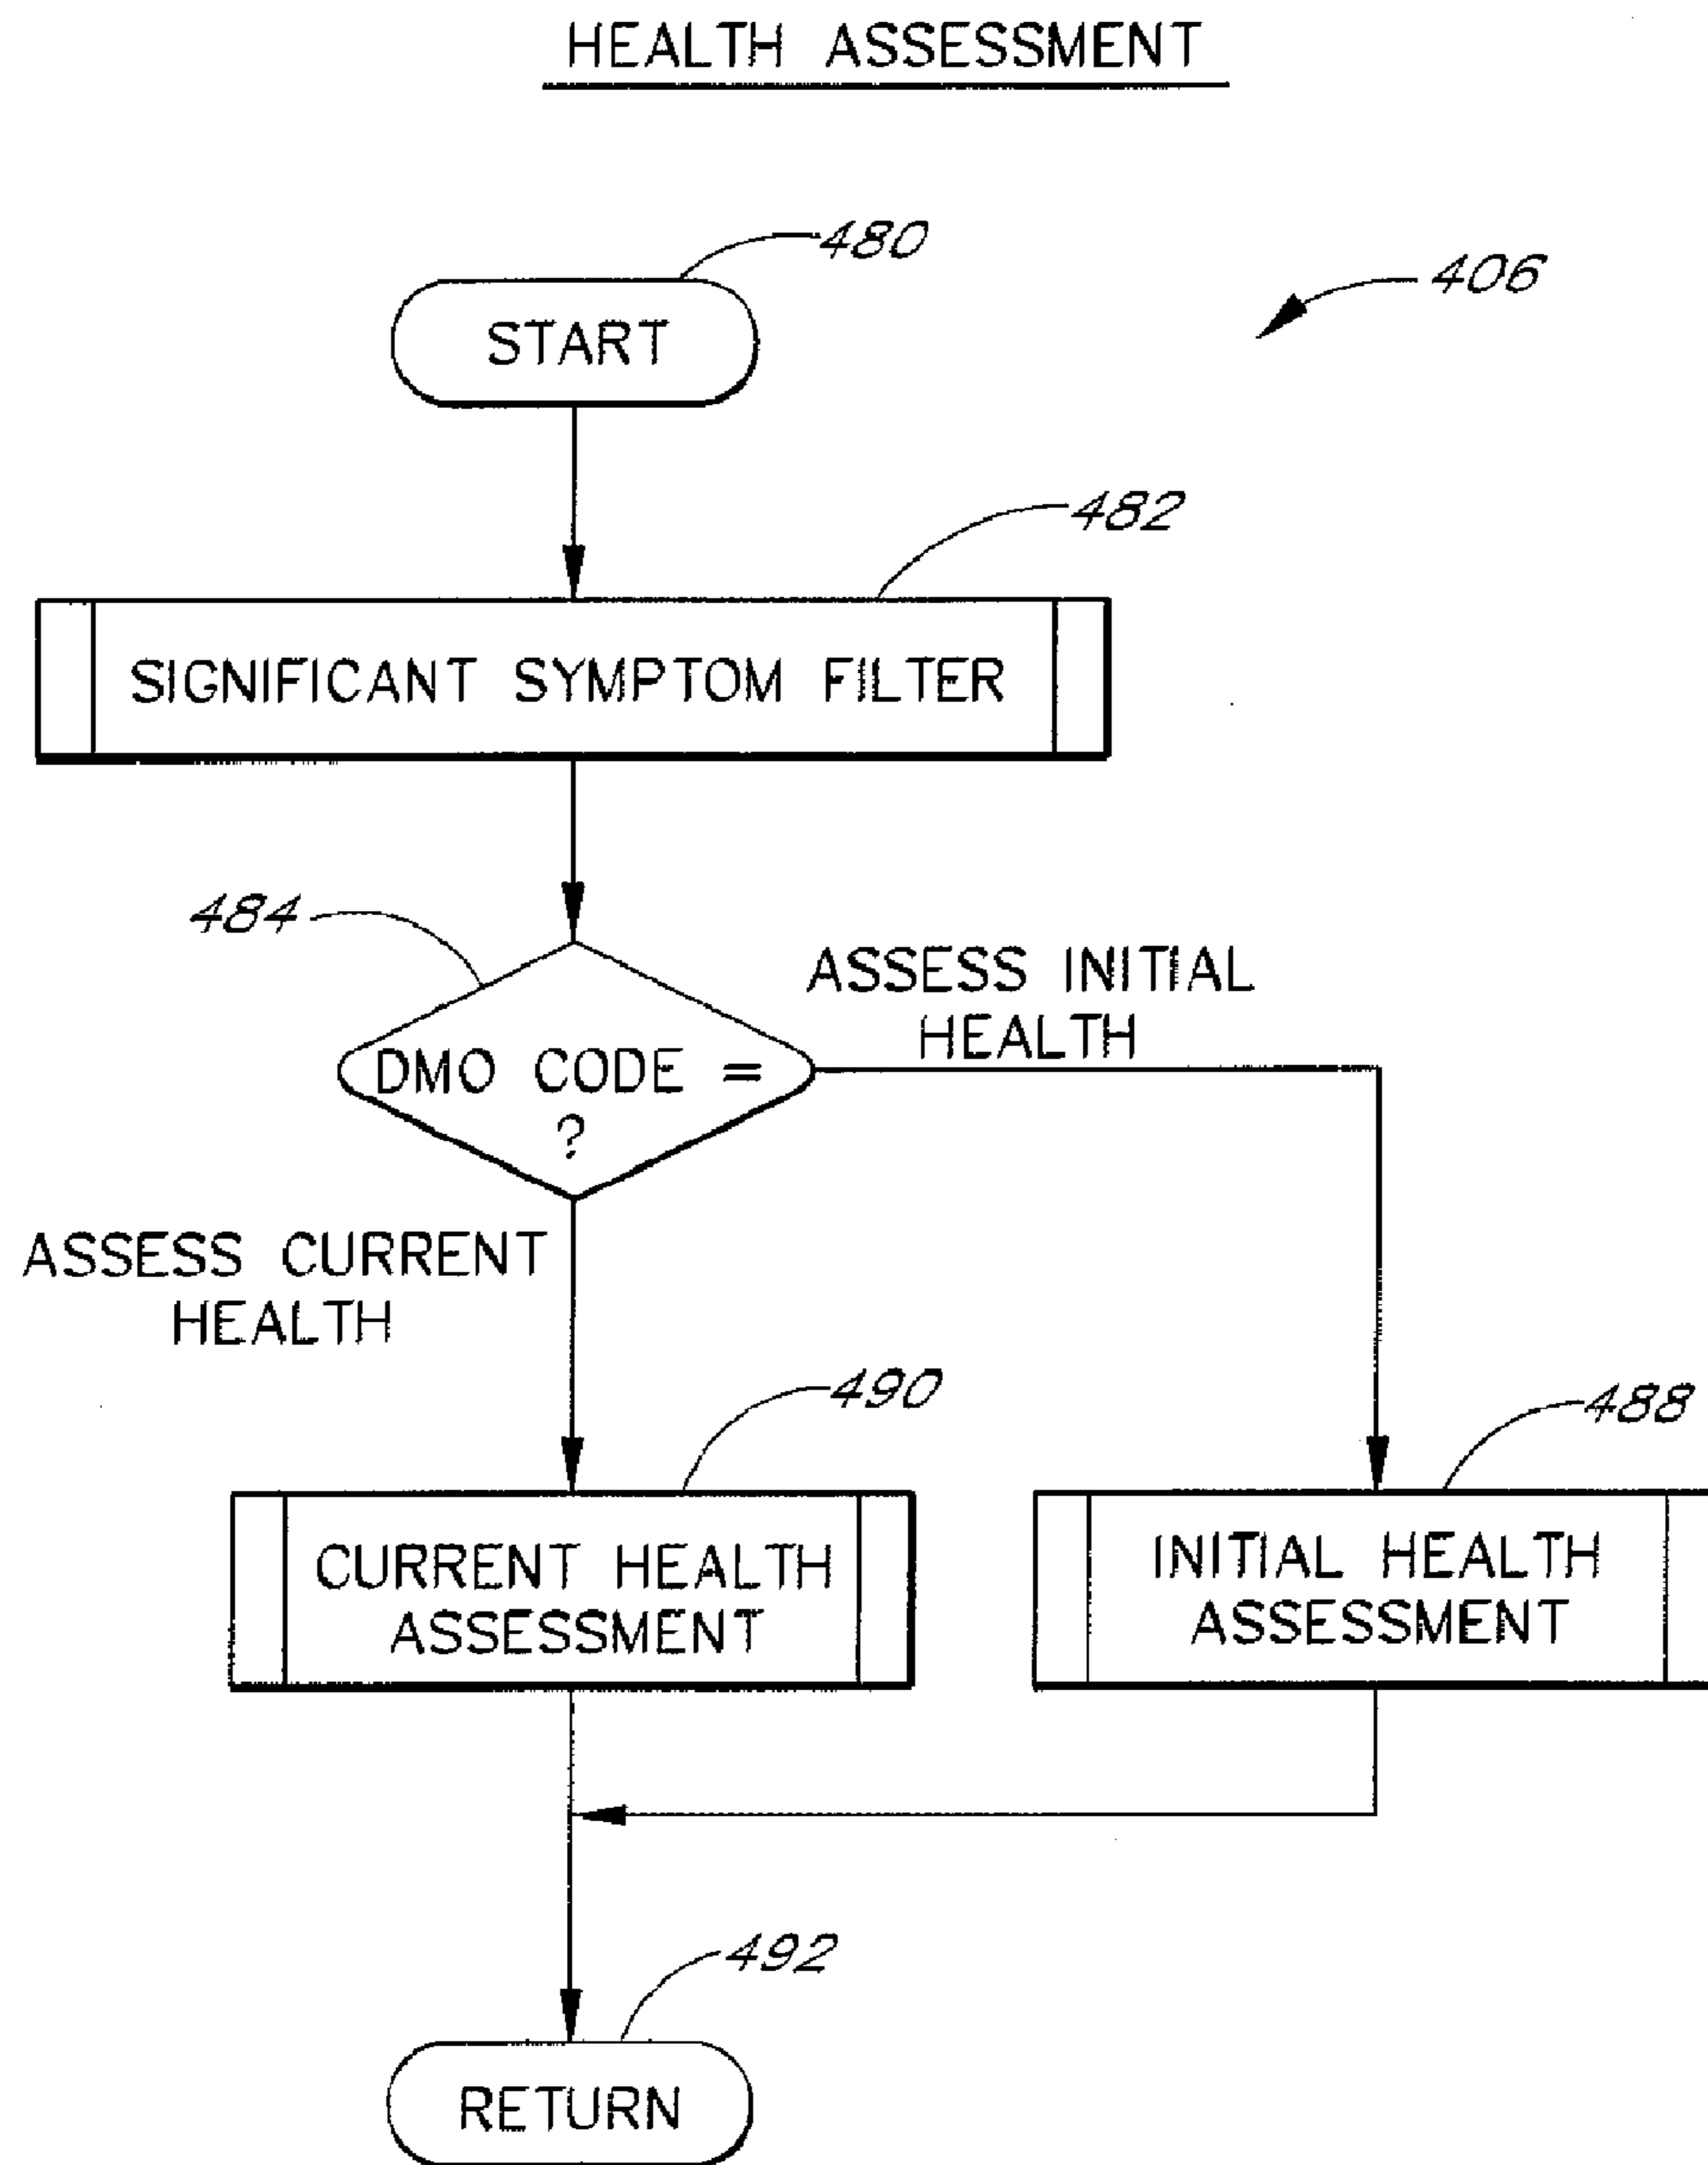 HEALTH ASSESSMENT
480
406
START
482
SIGNIFICANT SYMPTOM FILTER
484
ASSESS INITIAL
HEALTH
DMO CODE =
?
ASSESS CURRENT
HEALTH
490
488
CURRENT HEALTH
ASSESSMENT
INITIAL HEALTH
ASSESSMENT
492
RETURN